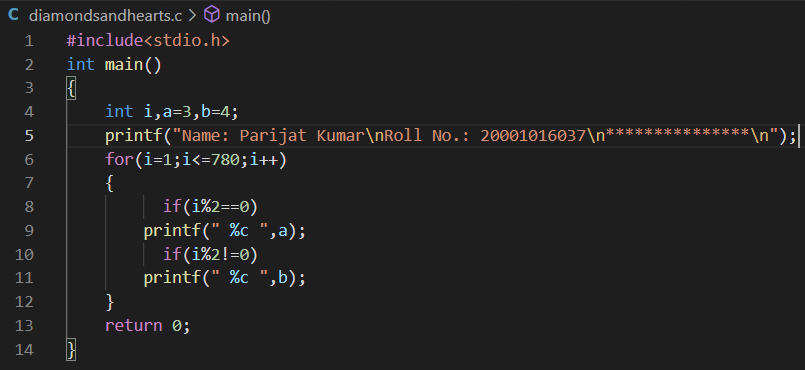 C diamondsandhearts.c > main()
1 #include<stdio.h>
2 int main()
3 {
4     int i,a=3,b=4;
5     printf("Name: Parijat Kumar\nRoll No.: 20001016037\n***************\n");
6     for(i=1;i<=780;i++)
7     {
8           if(i%2==0)
9         printf(" %c ",a);
10           if(i%2!=0)
11         printf(" %c ",b);
12     }
13     return 0;
14 }